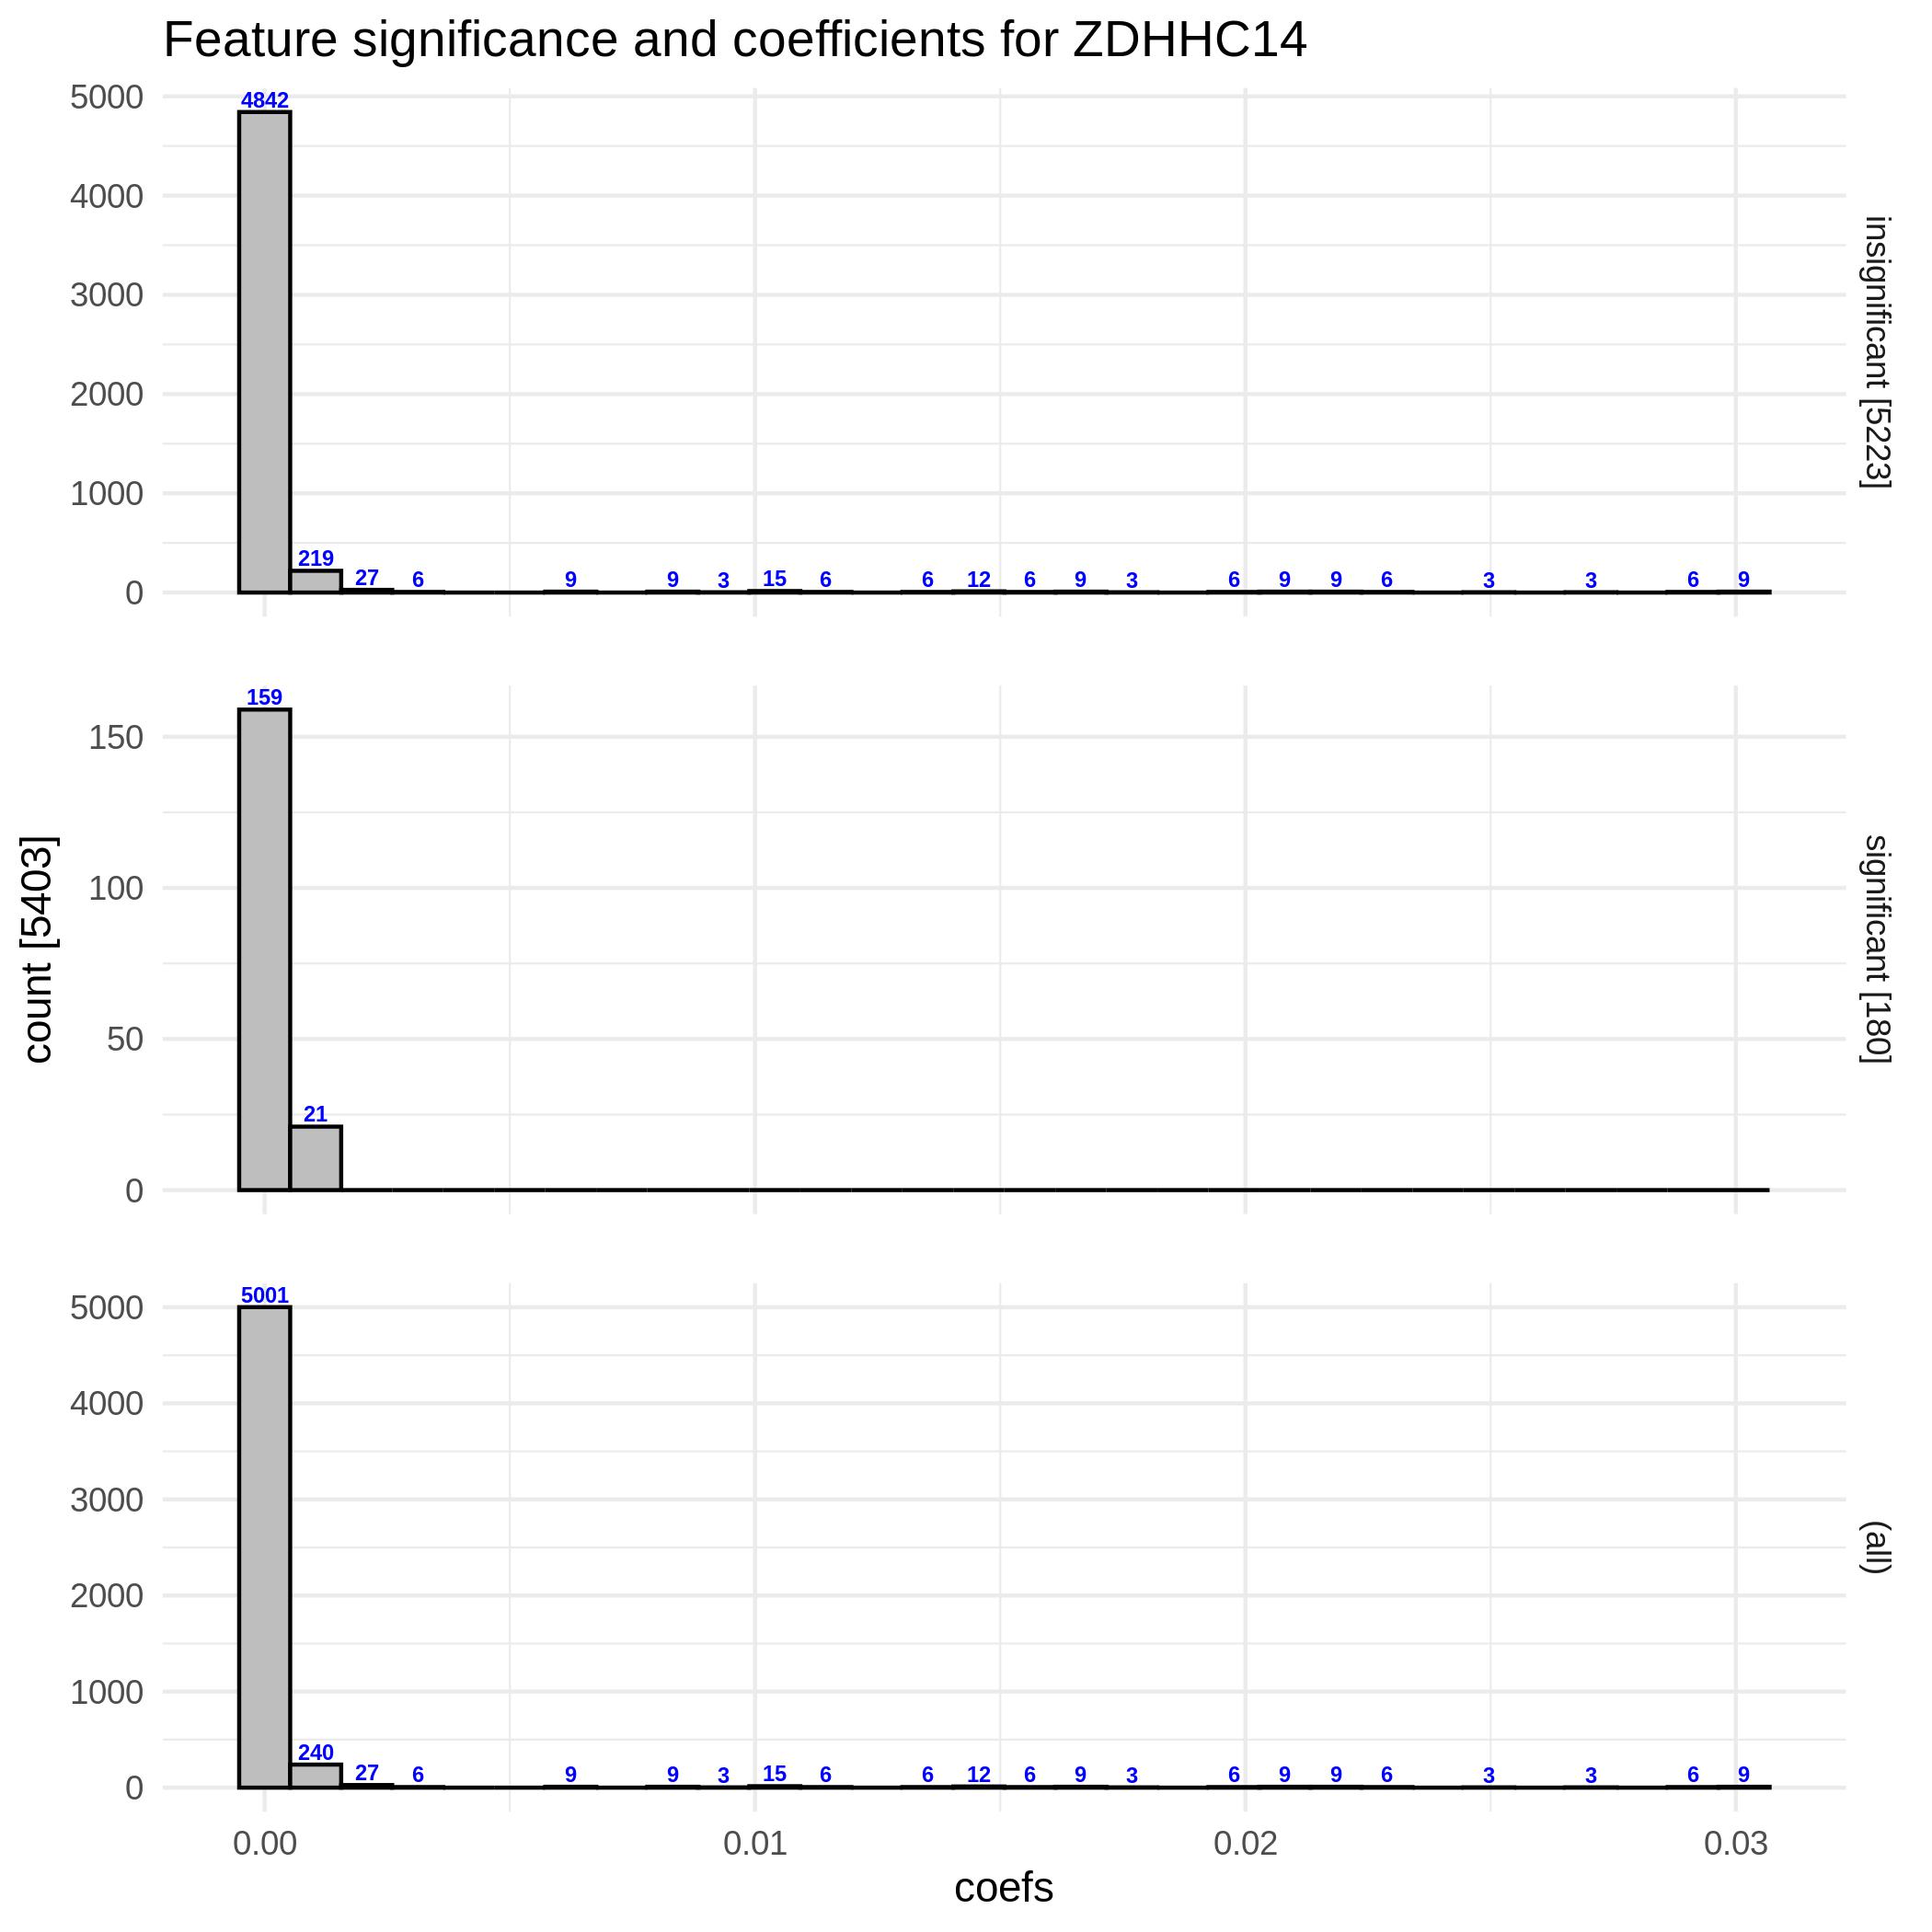 Feature significance and coefficients for ZDHHC14
5000
4000
3000
2000
1000
0
4842
219
27 6 9 9 3 15 6 6 12 6 9 3 6 9 9 6 3 3 6 9
insignificant [5223]
count [5403]
150
100
50
0
159
21
significant [180]
5000
4000
3000
2000
1000
0
5001
240
27 6 9 9 3 15 6 6 12 6 9 3 6 9 9 6 3 3 6 9
(all)
0.00 0.01 0.02 0.03
coefs